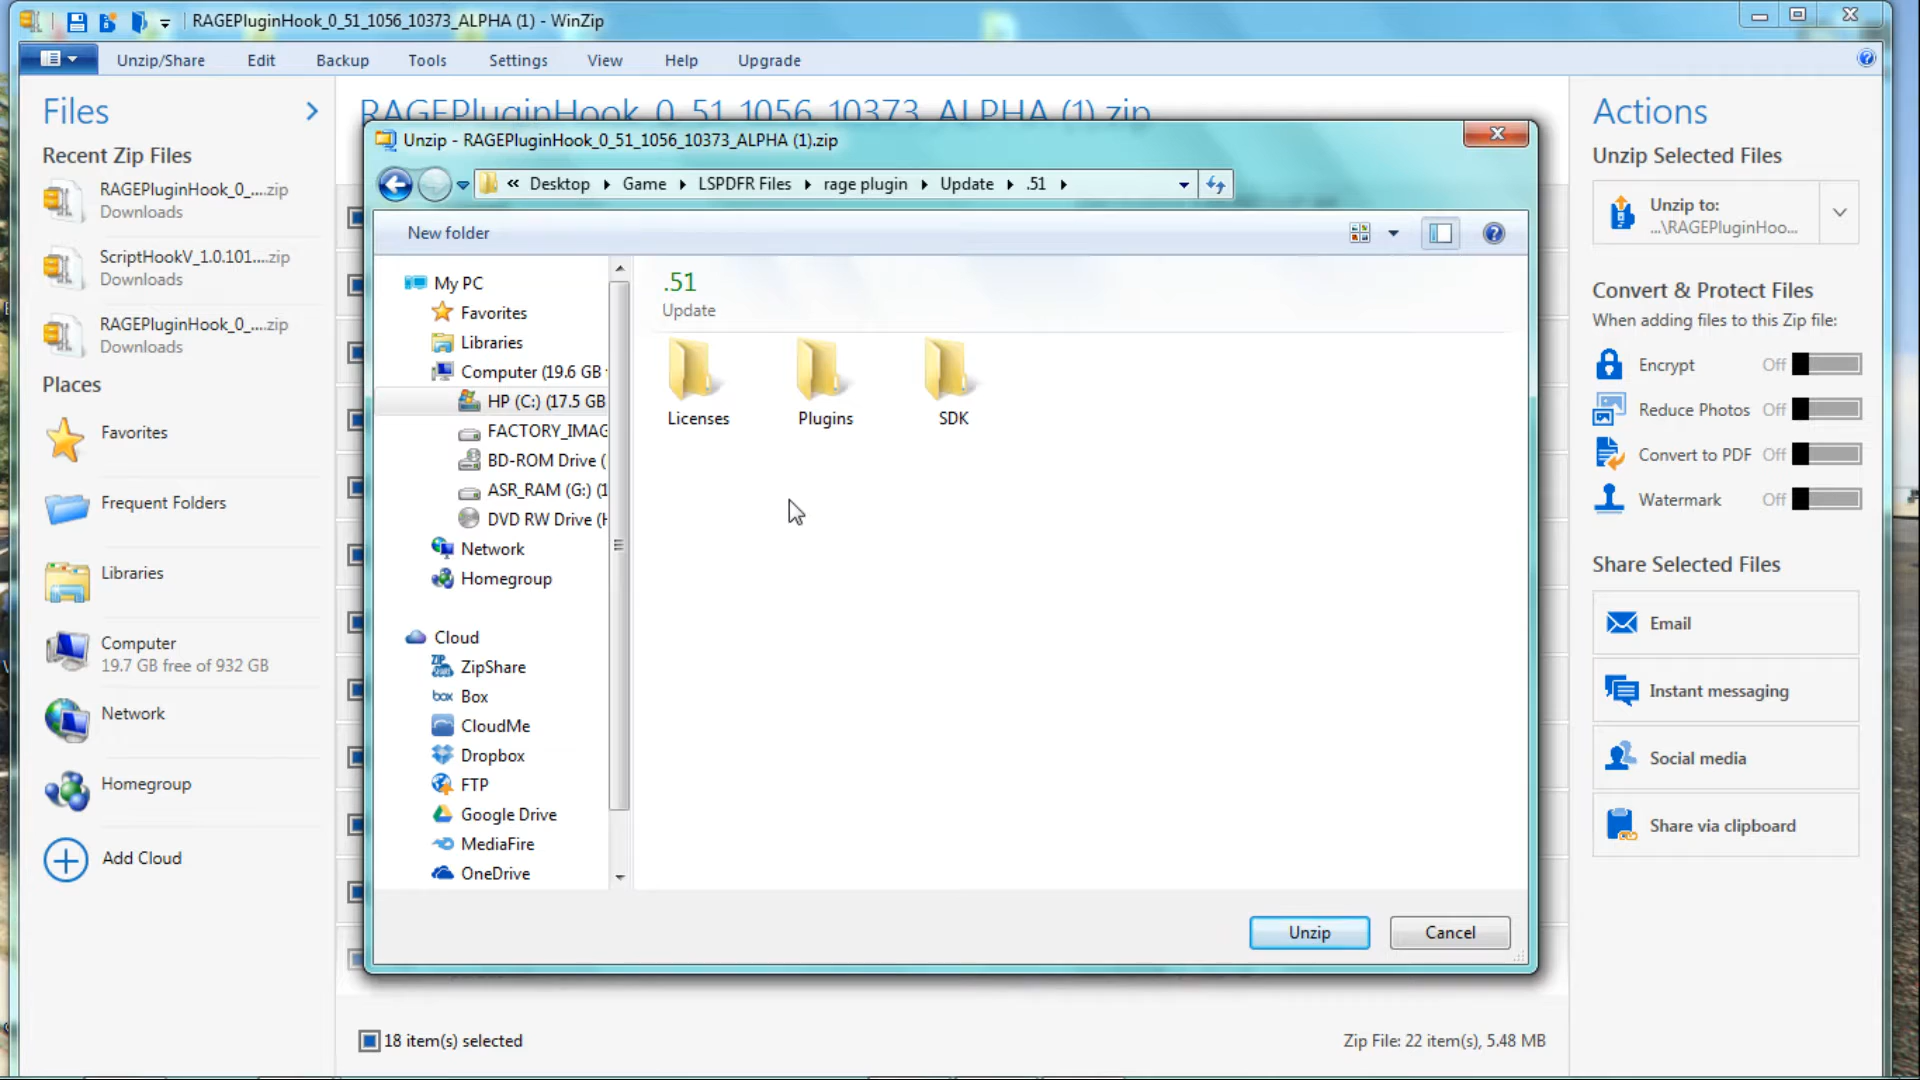 RAGEPluginHook_0_51_1056_10373_ALPHA (1) - WinZip
Unzip/Share Edit Backup Tools Settings View Help Upgrade
Files
Recent Zip Files
RAGEPluginHook_0_....zip
Downloads
ScriptHookV_1.0.101....zip
Downloads
RAGEPluginHook_0_....zip
Downloads
Places
Favorites
Frequent Folders
Libraries
Computer
19.7 GB free of 932 GB
Network
Homegroup
Add Cloud
RAGEPluginHook_0_51_1056_10373_ALPHA (1).zip
Unzip - RAGEPluginHook_0_51_1056_10373_ALPHA (1).zip
« Desktop Game LSPDFR Files rage plugin Update .51
New folder
My PC
Favorites
Libraries
Computer (19.6 GB
HP (C:) (17.5 GB
FACTORY_IMAG
BD-ROM Drive (
ASR_RAM (G:) (1
DVD RW Drive (H
Network
Homegroup
Cloud
ZipShare
Box
CloudMe
Dropbox
FTP
Google Drive
MediaFire
OneDrive
.51
Update
Licenses
Plugins
SDK
Unzip
Cancel
18 item(s) selected
Zip File: 22 item(s), 5.48 MB
Actions
Unzip Selected Files
Unzip to:
...\RAGEPluginHoo...
Convert & Protect Files
When adding files to this Zip file:
Encrypt Off
Reduce Photos Off
Convert to PDF Off
Watermark Off
Share Selected Files
Email
Instant messaging
Social media
Share via clipboard